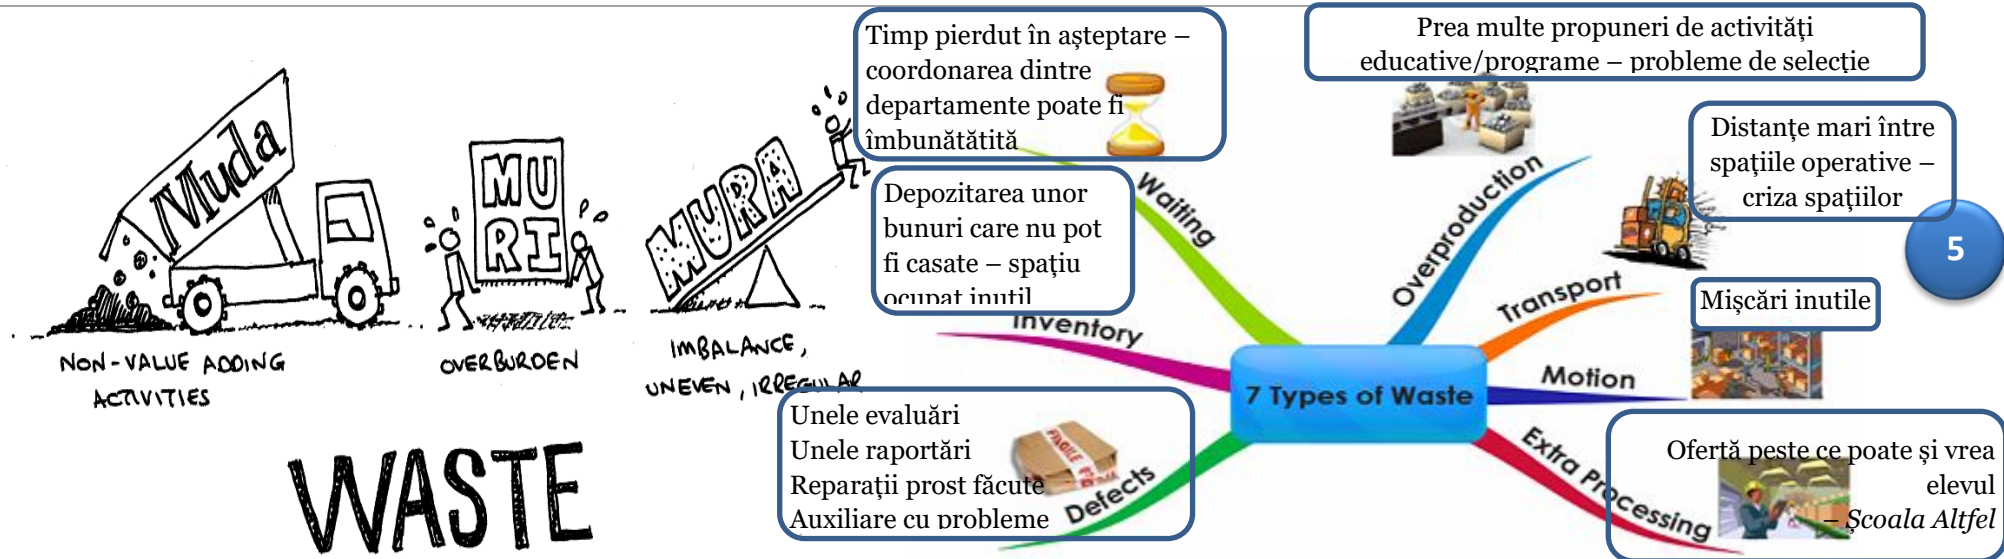 Muda
NON-VALUE ADDING
ACTIVITIES
MU
RI
OVERBURDEN
MURA
IMBALANCE,
UNEVEN, IRREGULAR
WASTE
Timp pierdut în așteptare –
coordonarea dintre
departamente poate fi
îmbunătățită
Waiting
Prea multe propuneri de activități
educative/programe – probleme de selecție
Overproduction
Distanțe mari între
spațiile operative –
criza spațiilor
Transport
5
Depozitarea unor
bunuri care nu pot
fi casate – spațiu
ocupat inutil
Inventory
Mișcări inutile
Motion
7 Types of Waste
Unele evaluări
Unele raportări
Reparații prost făcute
Auxiliare cu probleme
FRAGILE
Defects
Ofertă peste ce poate și vrea
elevul
– Școala Altfel
Extra Processing